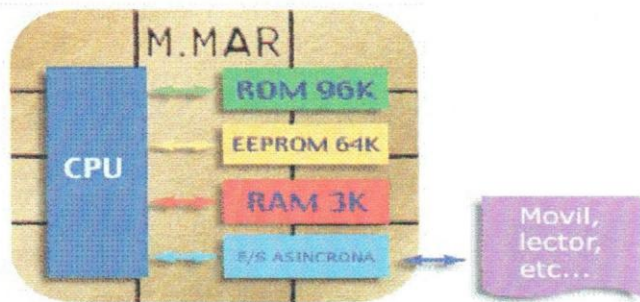 M.MAR
CPU
ROM 96K
EEPROM 64K
RAM 3K
E/S ASINCRONA
Movil,
lector,
etc...